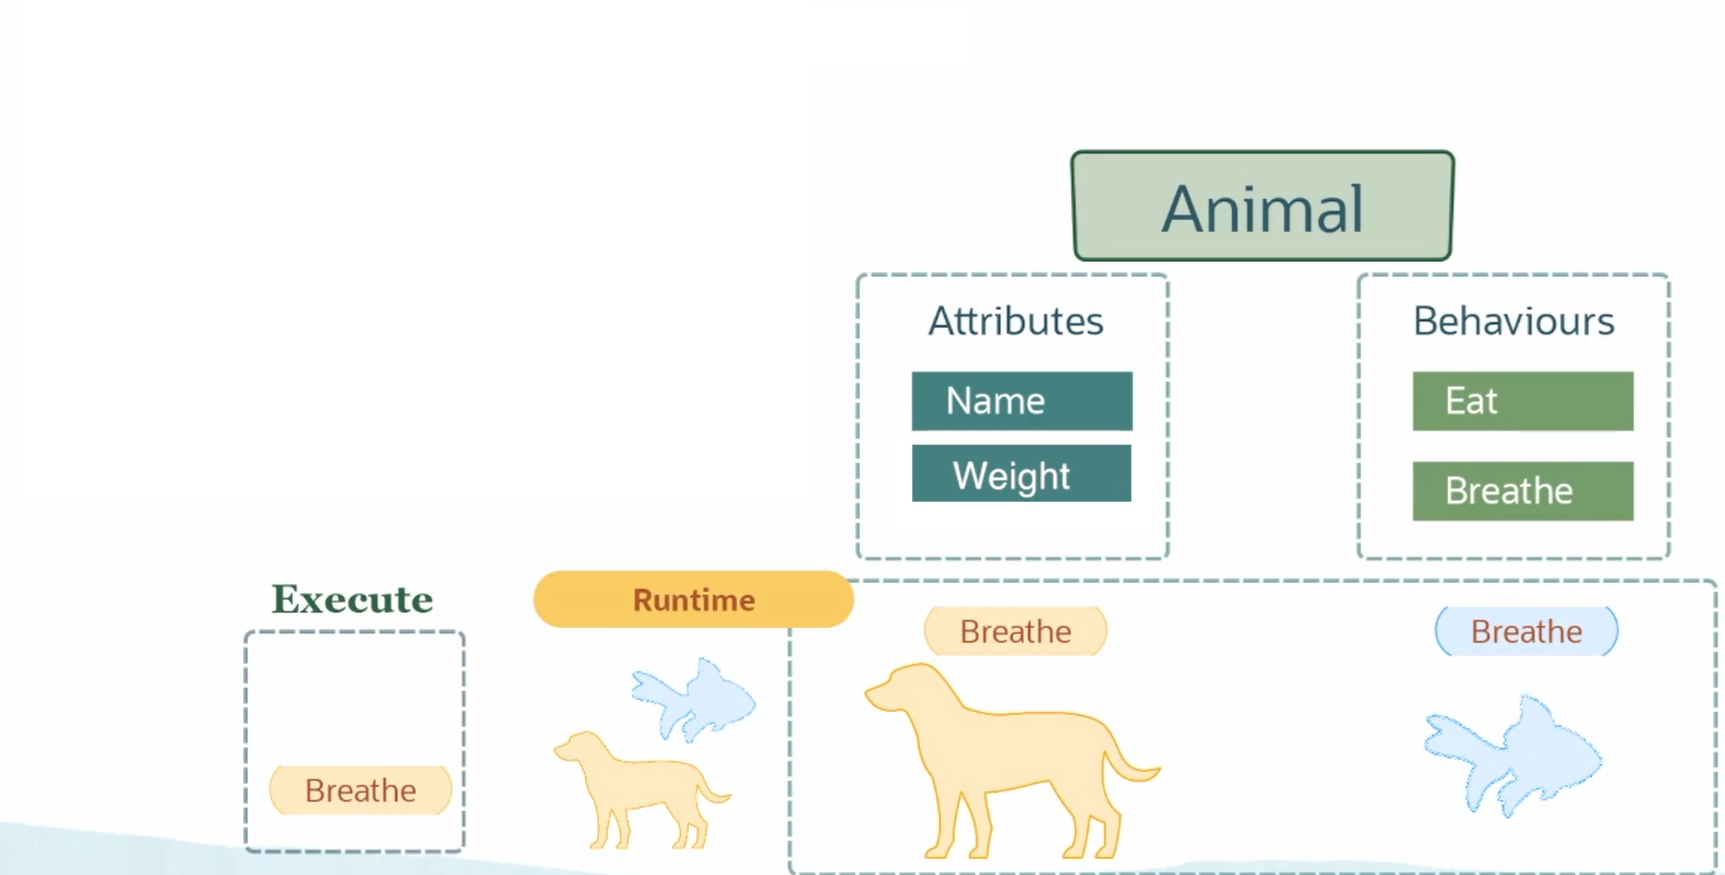 Animal
Attributes
Name
Weight
Behaviours
Eat
Breathe
Execute
Breathe
Runtime
Breathe
Breathe